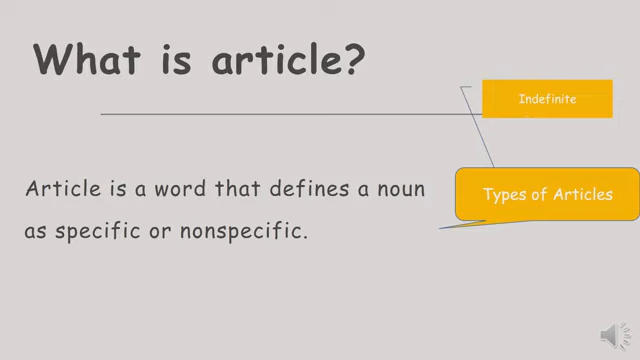 What is article?
Indefinite
Article is a word that defines a noun
as specific or nonspecific.
Types of Articles